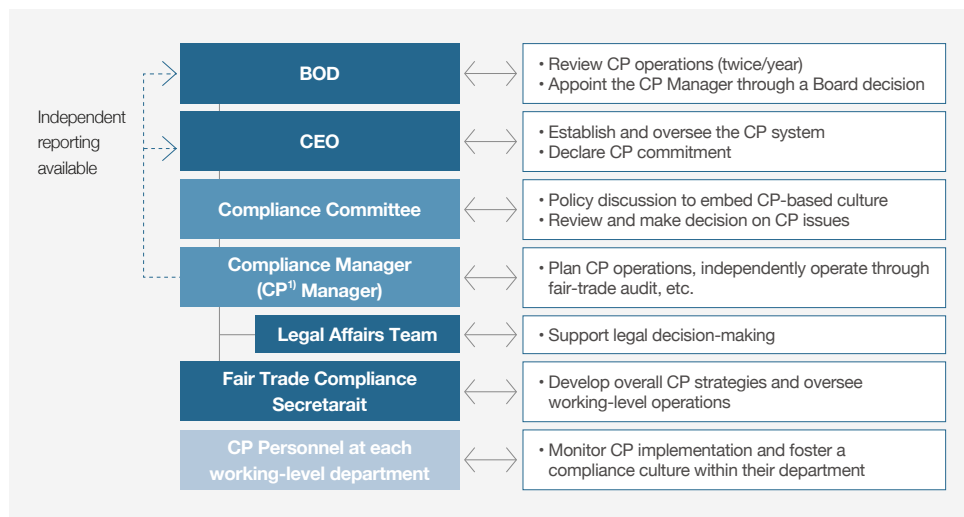 Independent
reporting
available
BOD
• Review CP operations (twice/year)
• Appoint the CP Manager through a Board decision
CEO
• Establish and oversee the CP system
• Declare CP commitment
Compliance Committee
• Policy discussion to embed CP-based culture
• Review and make decision on CP issues
Compliance Manager
(CP¹⁾ Manager)
• Plan CP operations, independently operate through
fair-trade audit, etc.
Legal Affairs Team
• Support legal decision-making
Fair Trade Compliance
Secretarait
• Develop overall CP strategies and oversee
working-level operations
CP Personnel at each
working-level department
• Monitor CP implementation and foster a
compliance culture within their department